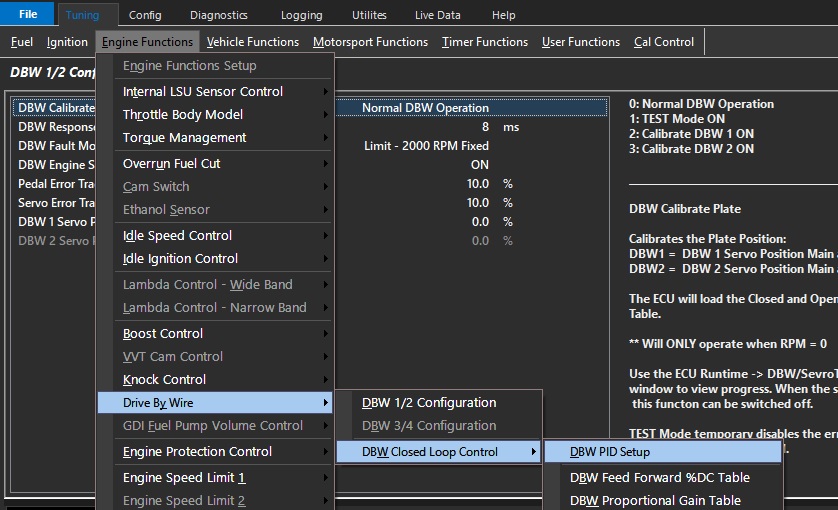 File Tuning Config Diagnostics Logging Utilites Live Data Help
Fuel Ignition Engine Functions Vehicle Functions Motorsport Functions Timer Functions User Functions Cal Control
DBW 1/2 Conf
Engine Functions Setup
Internal LSU Sensor Control
Throttle Body Model
Torque Management
Overrun Fuel Cut
Cam Switch
Ethanol Sensor
Idle Speed Control
Idle Ignition Control
Lambda Control - Wide Band
Lambda Control - Narrow Band
Boost Control
VVT Cam Control
Knock Control
Drive By Wire
GDI Fuel Pump Volume Control
Engine Protection Control
Engine Speed Limit 1
Engine Speed Limit 2
DBW 1/2 Configuration
DBW 3/4 Configuration
DBW Closed Loop Control
DBW PID Setup
DBW Feed Forward %DC Table
DBW Proportional Gain Table
DBW Calibrate Normal DBW Operation
DBW Respons 8 ms
DBW Fault Mo Limit - 2000 RPM Fixed
DBW Engine S ON
Pedal Error Tra 10.0 %
Servo Error Tra 10.0 %
DBW 1 Servo P 0.0 %
DBW 2 Servo P 0.0 %
0: Normal DBW Operation
1: TEST Mode ON
2: Calibrate DBW 1 ON
3: Calibrate DBW 2 ON
DBW Calibrate Plate
Calibrates the Plate Position:
DBW1 = DBW 1 Servo Position Main
DBW2 = DBW 2 Servo Position Main
The ECU will load the Closed and Open
Table.
** Will ONLY operate when RPM = 0
Use the ECU Runtime -> DBW/SevroT
window to view progress. When the s
this functon can be switched off.
TEST Mode temporary disables the err